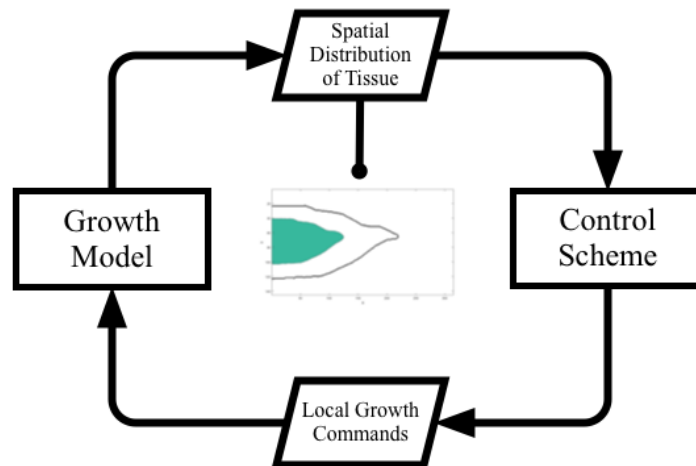 Spatial
Distribution
of Tissue
Growth
Model
Control
Scheme
Local Growth
Commands